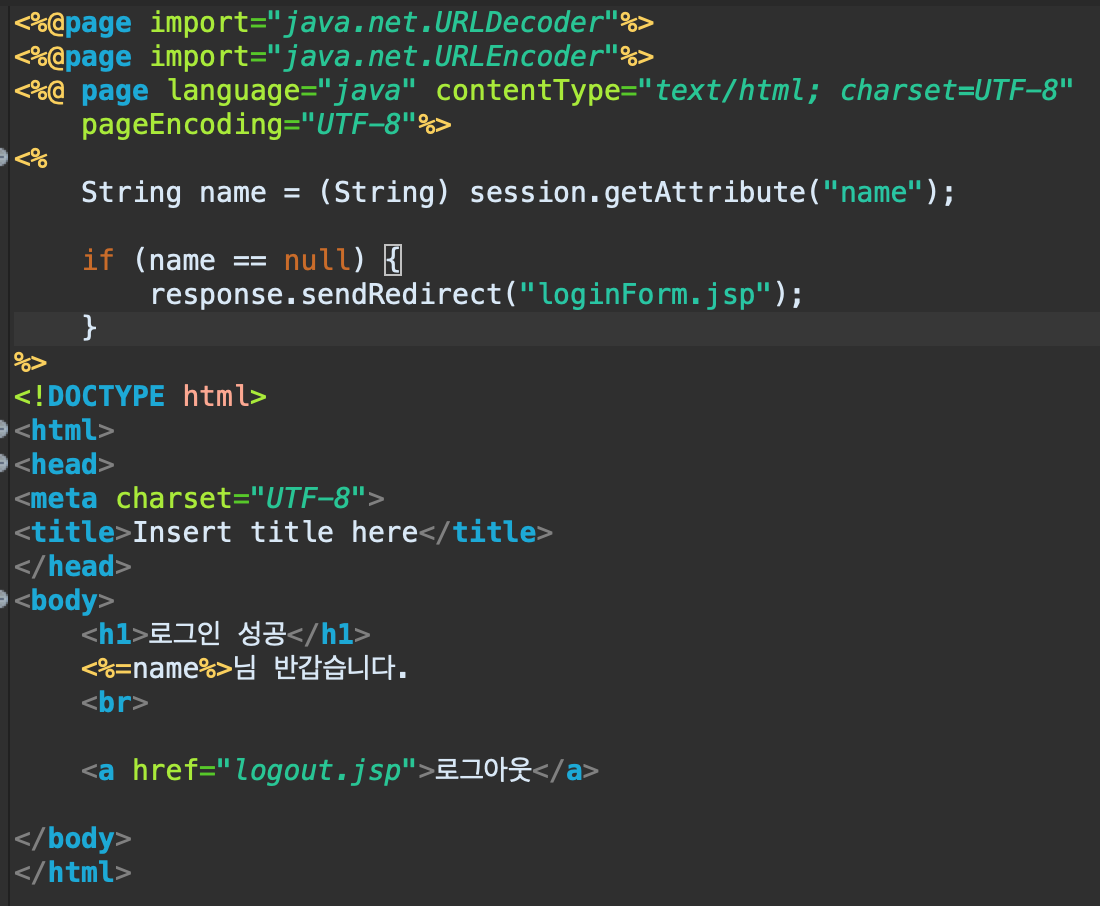 <%@page import="java.net.URLDecoder"%>
<%@page import="java.net.URLEncoder"%>
<%@ page language="java" contentType="text/html; charset=UTF-8"
    pageEncoding="UTF-8"%>
<%
    String name = (String) session.getAttribute("name");

    if (name == null) {
        response.sendRedirect("loginForm.jsp");
    }
%>
<!DOCTYPE html>
<html>
<head>
<meta charset="UTF-8">
<title>Insert title here</title>
</head>
<body>
    <h1>로그인 성공</h1>
    <%=name%>님 반갑습니다.
    <br>

    <a href="logout.jsp">로그아웃</a>

</body>
</html>